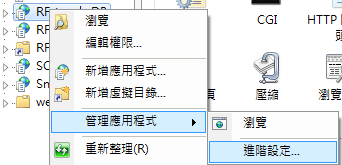 CGI
HTTP
瀏覽
編輯權限...
新增應用程式...
新增虛擬目錄...
壓縮
管理應用程式
瀏覽
重新整理(R)
進階設定...